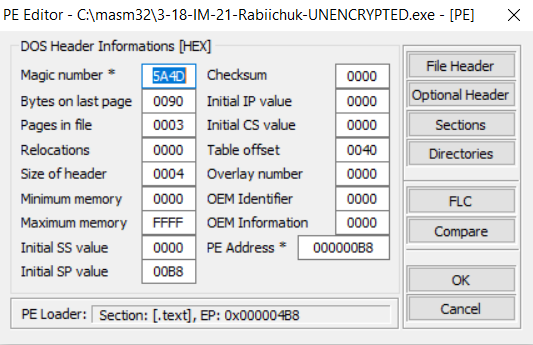 PE Editor - C:\masm32\3-18-IM-21-Rabiichuk-UNENCRYPTED.exe - [PE]
DOS Header Informations [HEX]
Magic number * 5A4D Checksum 0000
Bytes on last page 0090 Initial IP value 0000
Pages in file 0003 Initial CS value 0000
Relocations 0000 Table offset 0040
Size of header 0004 Overlay number 0000
Minimum memory 0000 OEM Identifier 0000
Maximum memory FFFF OEM Information 0000
Initial SS value 0000 PE Address * 000000B8
Initial SP value 00B8
PE Loader: Section: [.text], EP: 0x000004B8
File Header
Optional Header
Sections
Directories
FLC
Compare
OK
Cancel